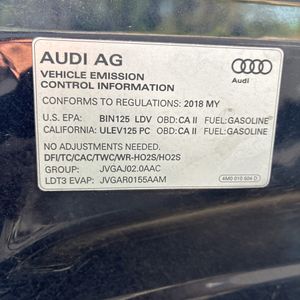 AUDI AG
Audi
VEHICLE EMISSION
CONTROL INFORMATION
CONFORMS TO REGULATIONS: 2018 MY
U.S. EPA: BIN125 LDV OBD:CA II FUEL:GASOLINE
CALIFORNIA: ULEV125 PC OBD:CA II FUEL:GASOLINE
NO ADJUSTMENTS NEEDED.
DFI/TC/CAC/TWC/WR-HO2S/HO2S
GROUP: JVGAJ02.0AAC
LDT3 EVAP: JVGAR0155AAM
4M0 010 504 D